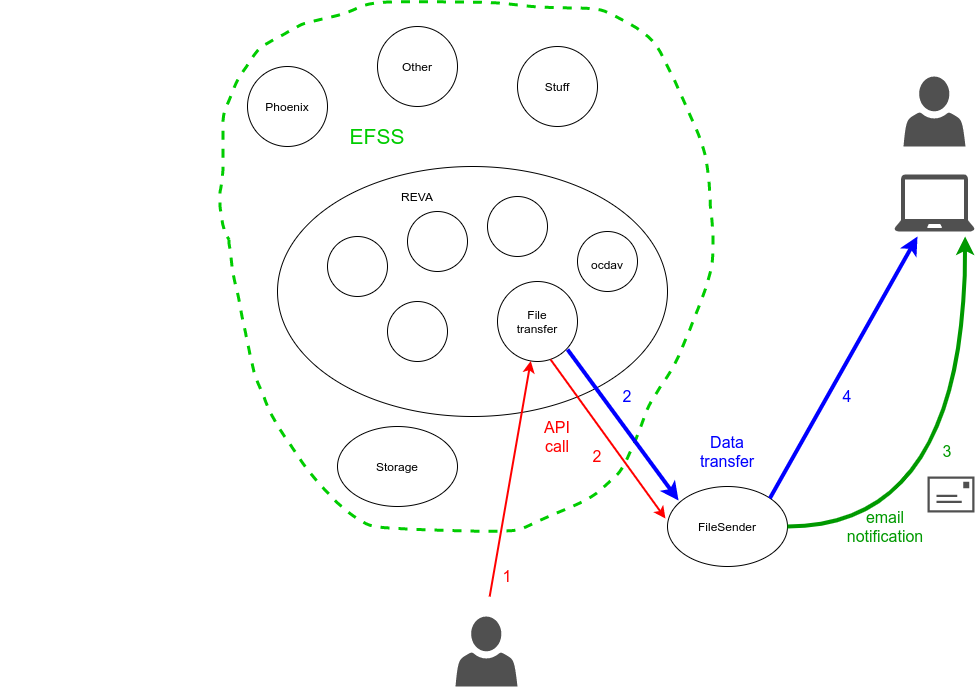 Other
Stuff
Phoenix
EFSS
REVA
ocdav
File
transfer
2
4
API
call
Data
transfer
2
3
Storage
email
notification
FileSender
1